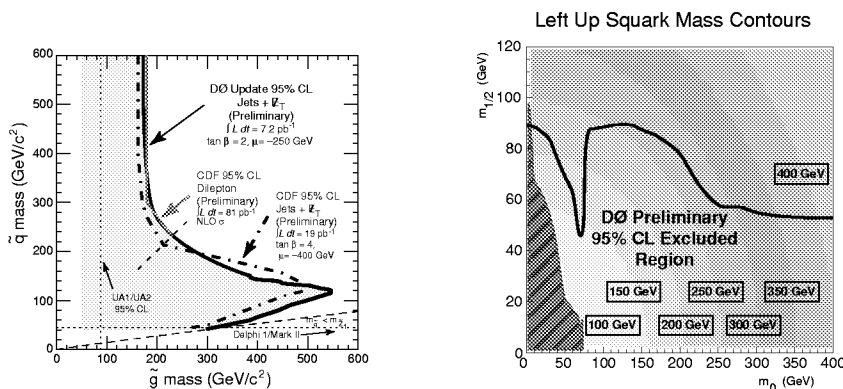 Left Up Squark Mass Contours
600
500
400
300
200
100
0
q̃ mass (GeV/c²)
0 100 200 300 400 500 600
g̃ mass (GeV/c²)
DØ Update 95% CL
Jets + E̸_T
(Preliminary)
∫L dt = 7.2 pb⁻¹
tan β = 2, μ= −250 GeV
CDF 95% CL
Dilepton
(Preliminary)
∫L dt = 81 pb⁻¹
NLO σ
CDF 95% CL
Jets + E̸_T
(Preliminary)
∫L dt = 19 pb⁻¹
tan β = 4,
μ= −400 GeV
UA1/UA2
95% CL
Delphi 1/Mark II
120
100
80
60
40
20
0
m1/2 (GeV)
0 50 100 150 200 250 300 350 400
m0 (GeV)
400 GeV
DØ Preliminary
95% CL Excluded
Region
150 GeV 250 GeV 350 GeV
100 GeV 200 GeV 300 GeV